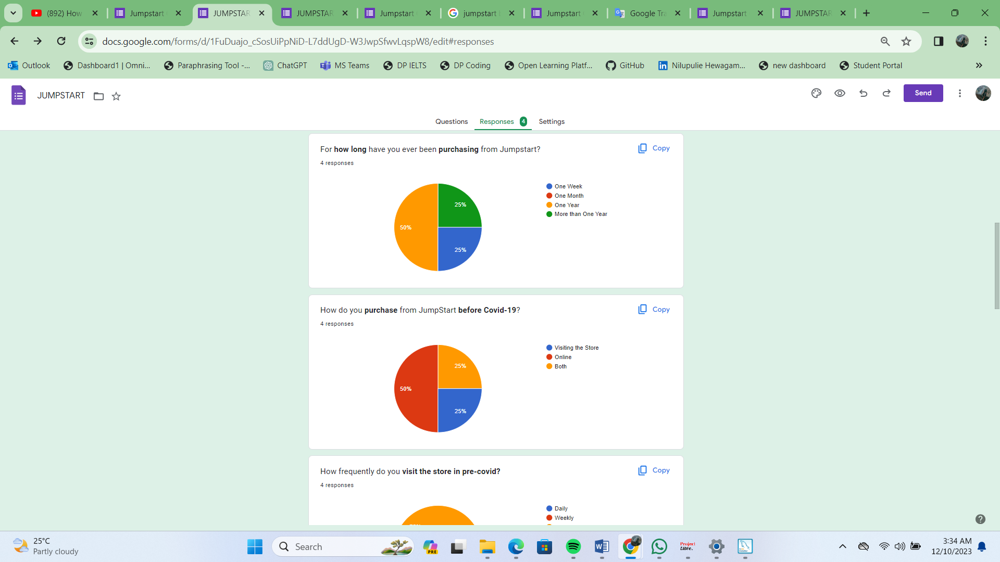 (892) How
Jumpstart
JUMPSTAR
JUMPSTAR
Jumpstart
jumpstart
Jumpstart
Google Tra
Jumpstart
JUMPSTAR
docs.google.com/forms/d/1FuDuajo_cSosUiPpNiD-L7ddUgD-W3JwpSfwvLqspW8/edit#responses
Outlook
Dashboard1 | Omni...
Paraphrasing Tool -...
ChatGPT
MS Teams
DP IELTS
DP Coding
Open Learning Platf...
GitHub
Nilupulie Hewagam...
new dashboard
Student Portal
JUMPSTART
Send
Questions
Responses 4
Settings
For how long have you ever been purchasing from Jumpstart?
Copy
4 responses
One Week
One Month
One Year
More than One Year
25%
50%
25%
How do you purchase from JumpStart before Covid-19?
Copy
4 responses
Visiting the Store
Online
Both
25%
50%
25%
How frequently do you visit the store in pre-covid?
Copy
4 responses
Daily
Weekly
25°C
Partly cloudy
Search
PRE
Project
Libre.
3:34 AM
12/10/2023